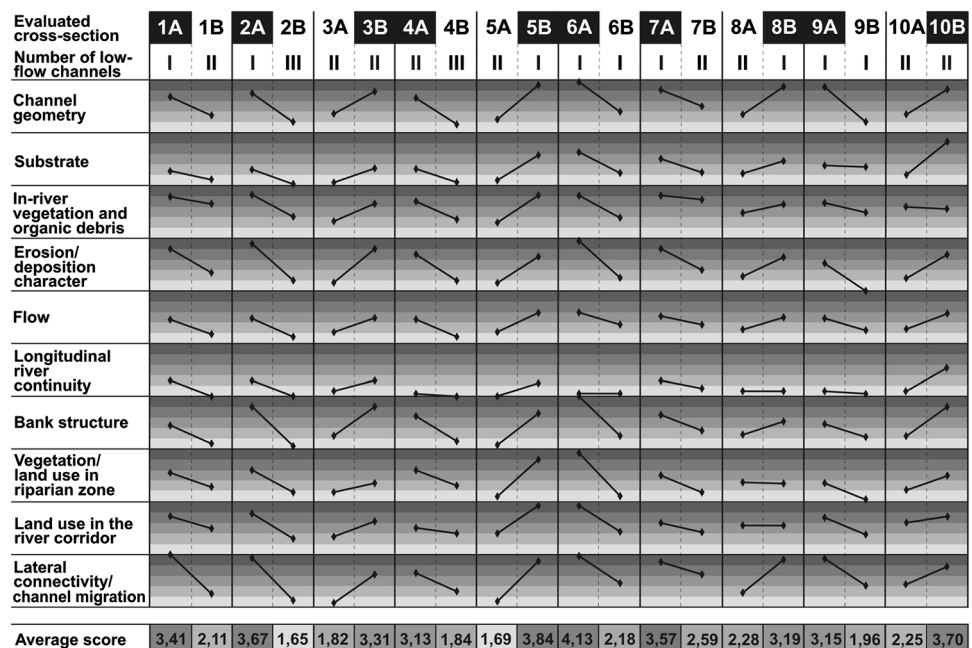 Evaluated
cross-section
1A 1B 2A 2B 3A 3B 4A 4B 5A 5B 6A 6B 7A 7B 8A 8B 9A 9B 10A 10B
Number of low-
flow channels
I II I III II II II III II I I I I II II I I I II II
Channel
geometry
Substrate
In-river
vegetation and
organic debris
Erosion/
deposition
character
Flow
Longitudinal
river
continuity
Bank structure
Vegetation/
land use in
riparian zone
Land use in the
river corridor
Lateral
connectivity/
channel migration
Average score 3,41 2,11 3,67 1,65 1,82 3,31 3,13 1,84 1,69 3,84 4,13 2,18 3,57 2,59 2,28 3,19 3,15 1,96 2,25 3,70